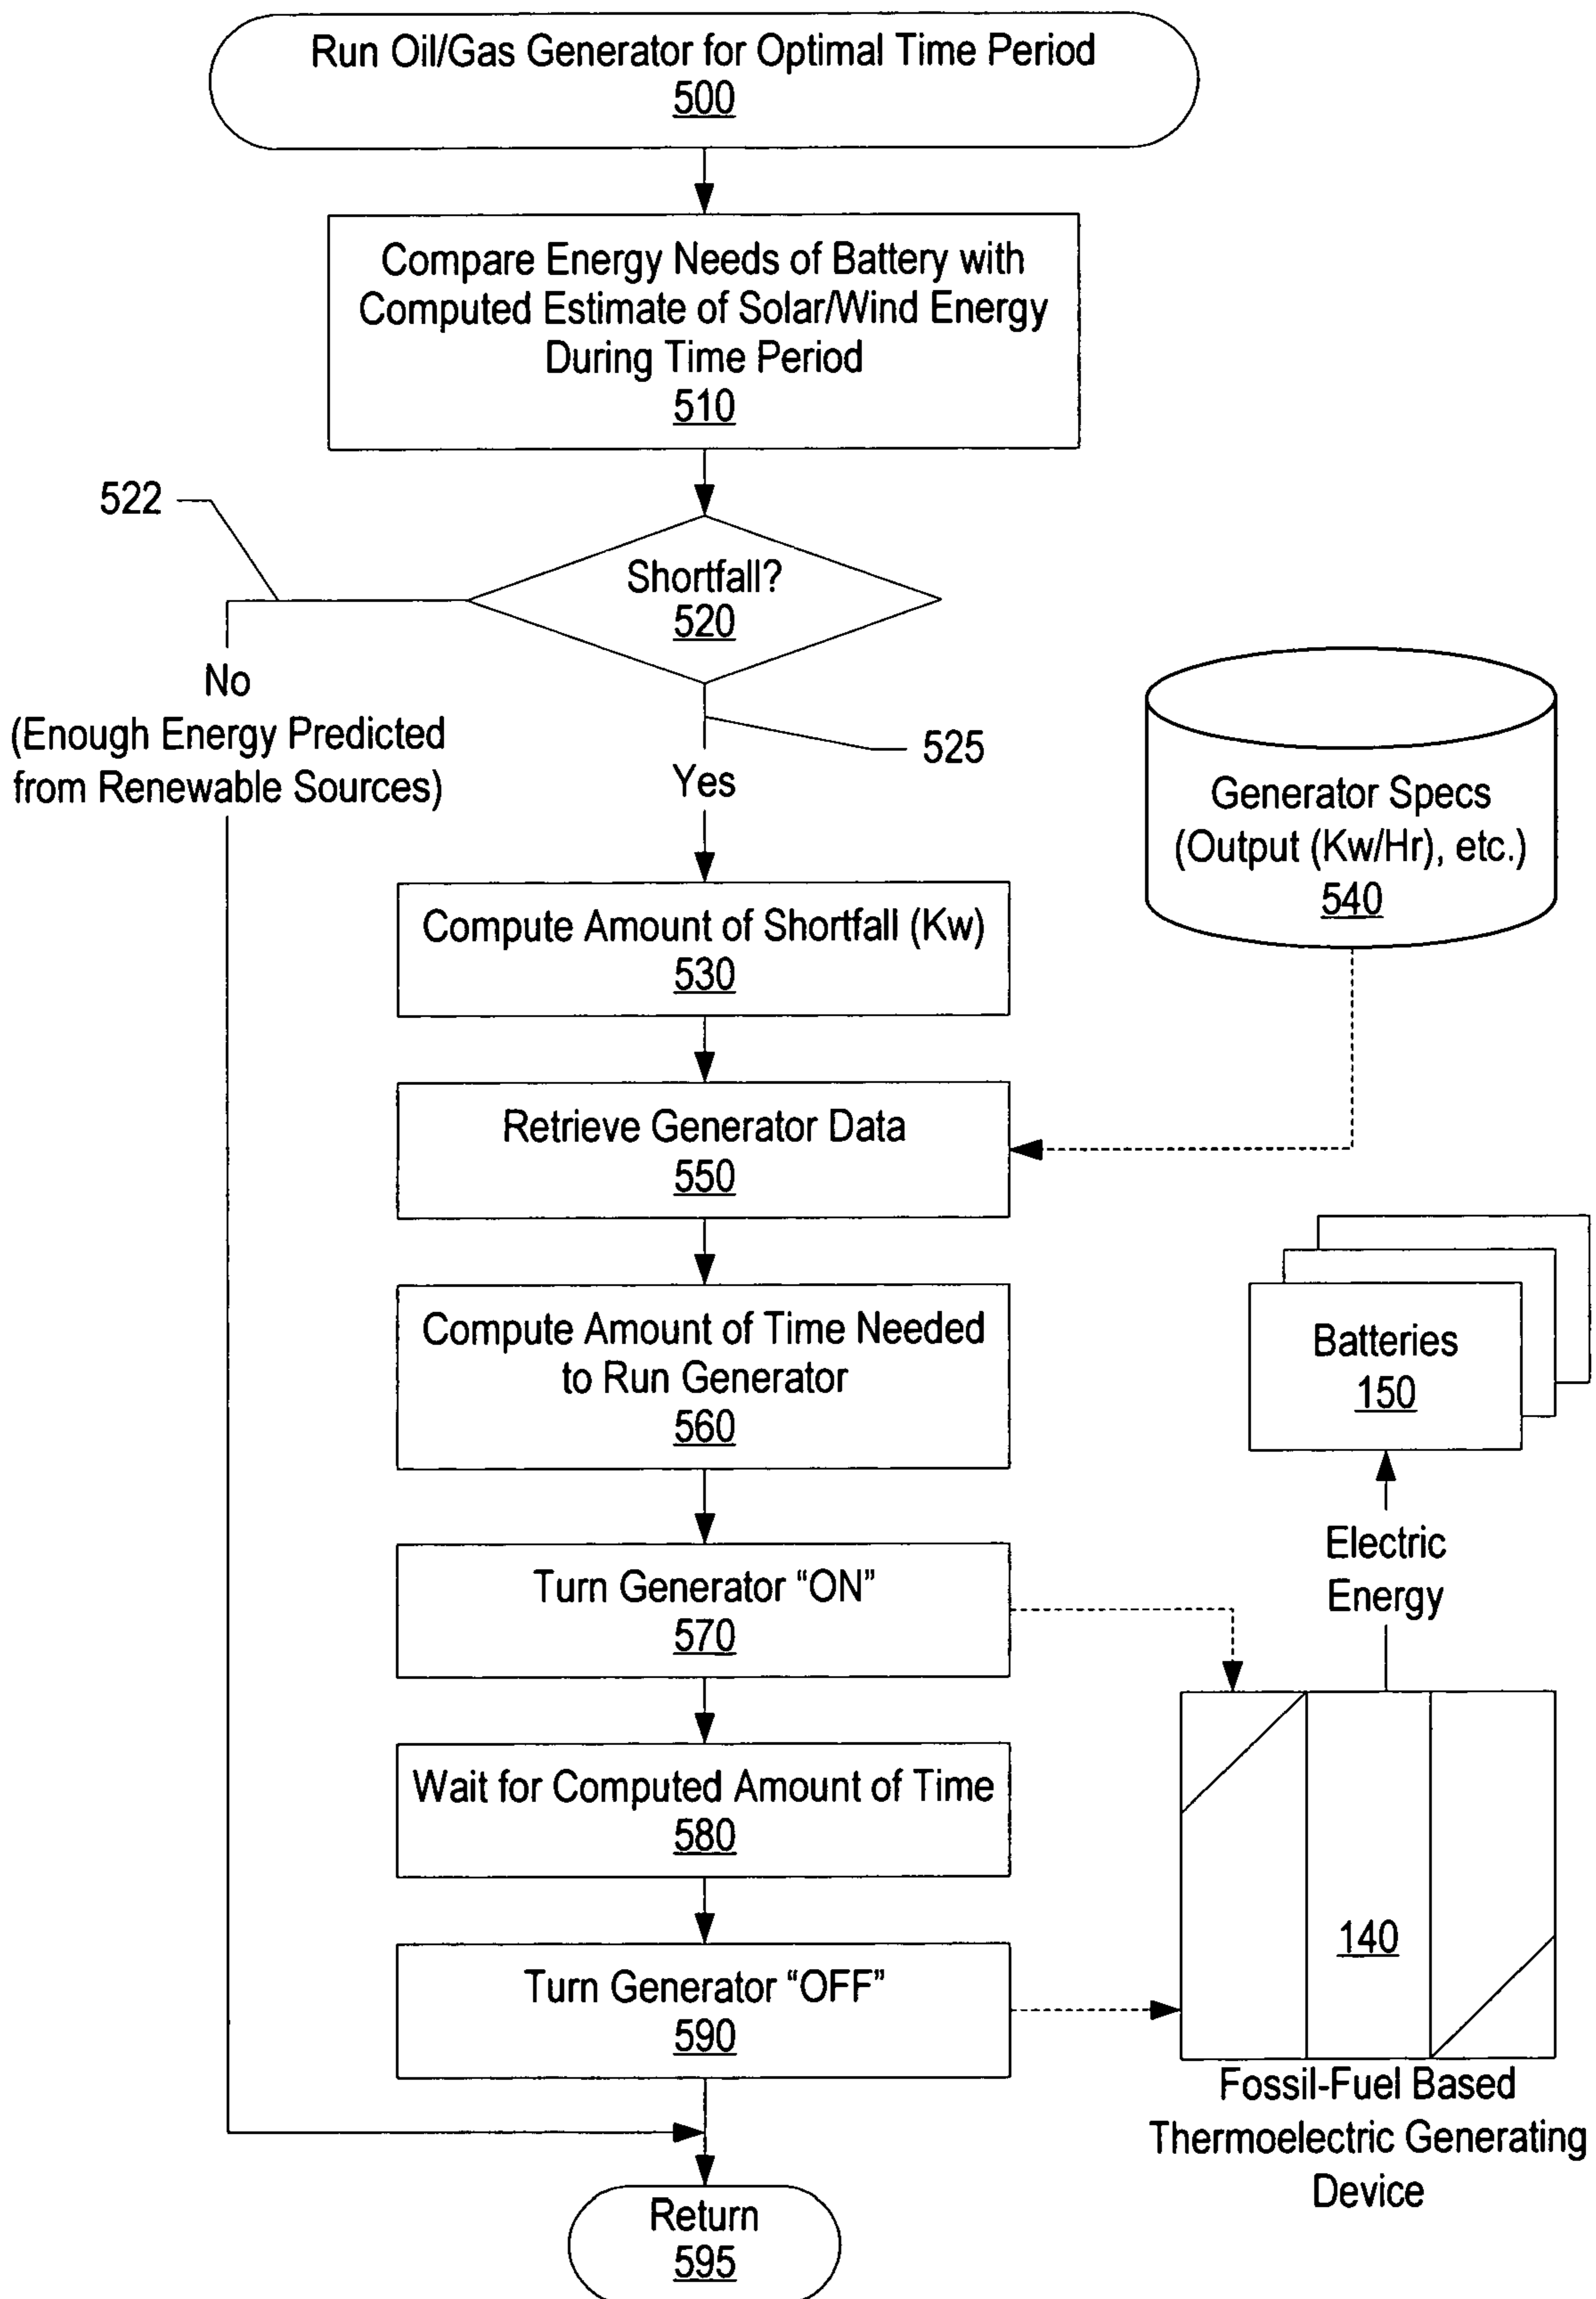 Run Oil/Gas Generator for Optimal Time Period
500
Compare Energy Needs of Battery with
Computed Estimate of Solar/Wind Energy
During Time Period
510
522
Shortfall?
520
No
(Enough Energy Predicted
from Renewable Sources)
525
Yes
Generator Specs
(Output (Kw/Hr), etc.)
540
Compute Amount of Shortfall (Kw)
530
Retrieve Generator Data
550
Compute Amount of Time Needed
to Run Generator
560
Batteries
150
Electric
Energy
Turn Generator “ON”
570
Wait for Computed Amount of Time
580
140
Turn Generator “OFF”
590
Fossil-Fuel Based
Thermoelectric Generating
Device
Return
595